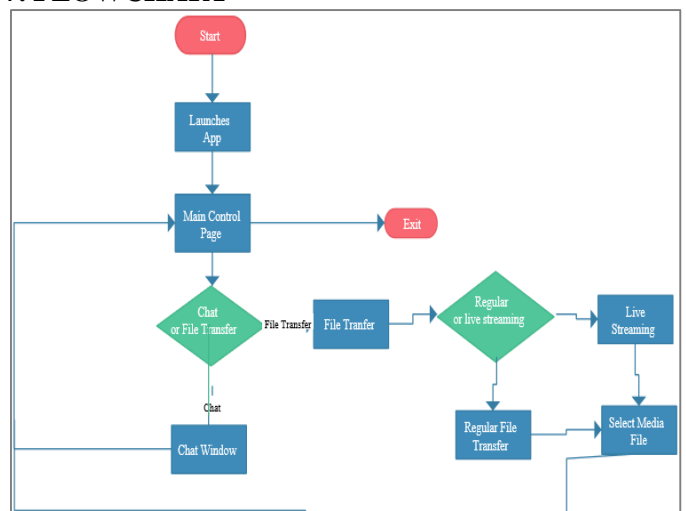 Start
Launches
App
Main Control
Page
Exit
Chat
or File Transfer
File Transfer
File Tranfer
Regular
or live streaming
Live
Streaming
Chat
Chat Window
Regular File
Transfer
Select Media
File